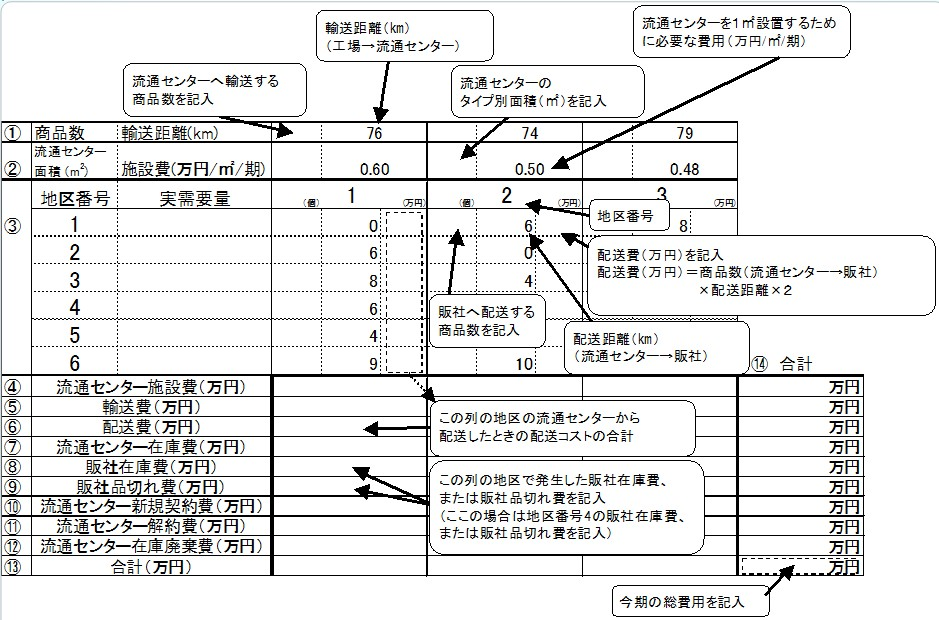 輸送距離(km)
(工場→流通センター)
流通センターを1㎡設置するため
に必要な費用(万円/㎡/期)
流通センターへ輸送する
商品数を記入
流通センターの
タイプ別面積(㎡)を記入
① 商品数 輸送距離(km) 76 74 79
流通センター
② 面積(m²) 施設費(万円/㎡/期) 0.60 0.50 0.48
地区番号 実需要量 (個) 1 (万円) (個) 2 (万円) 3 (万円)
地区番号
③ 1 0 6 8
2 6 0
3 8 4
4 6
5 4
6 9 10
配送費(万円)を記入
配送費(万円)=商品数(流通センター→販社)
×配送距離×2
販社へ配送する
商品数を記入
配送距離(km)
(流通センター→販社)
⑭ 合計
④ 流通センター施設費(万円) 万円
⑤ 輸送費(万円) 万円
⑥ 配送費(万円) 万円
⑦ 流通センター在庫費(万円) 万円
⑧ 販社在庫費(万円) 万円
⑨ 販社品切れ費(万円) 万円
⑩ 流通センター新規契約費(万円) 万円
⑪ 流通センター解約費(万円) 万円
⑫ 流通センター在庫廃棄費(万円) 万円
⑬ 合計(万円) 万円
この列の地区の流通センターから
配送したときの配送コストの合計
この列の地区で発生した販社在庫費、
または販社品切れ費を記入
(ここの場合は地区番号4の販社在庫費、
または販社品切れ費を記入)
今期の総費用を記入